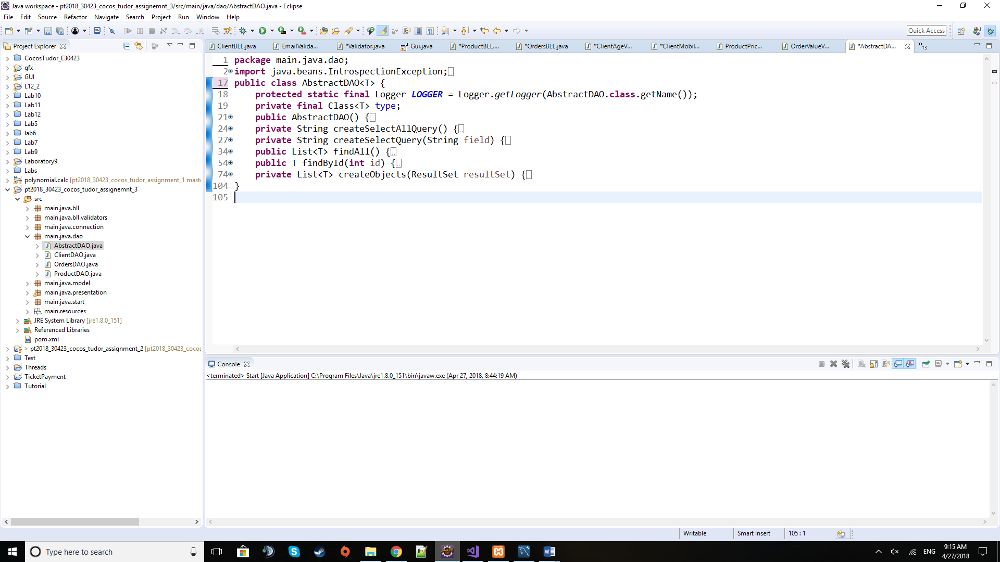 Java workspace - pt2018_30423_cocos_tudor_assignemnt_3/src/main/java/dao/AbstractDAO.java - Eclipse
File Edit Source Refactor Navigate Search Project Run Window Help
Quick Access
Project Explorer
ClientBLL.java EmailValida... *Validator.java Gui.java *ProductBLL.... *OrdersBLL.java *ClientAgeV... *ClientMobil... ProductPric... OrderValueV... *AbstractDA... »13
CocosTudor_E30423
gfx
GUI
L12_2
Lab10
Lab11
Lab12
Lab5
lab6
Lab7
Lab9
Laboratory9
Labs
polynomial.calc [pt2018_30423_cocos_tudor_assignment_1 maste
pt2018_30423_cocos_tudor_assignemnt_3
src
main.java.bll
main.java.bll.validators
main.java.connection
main.java.dao
AbstractDAO.java
ClientDAO.java
OrdersDAO.java
ProductDAO.java
main.java.model
main.java.presentation
main.java.start
main.resources
JRE System Library [jre1.8.0_151]
Referenced Libraries
pom.xml
> pt2018_30423_cocos_tudor_assignment_2 [pt2018_30423_cocos
Test
Threads
TicketPayment
Tutorial
1 package main.java.dao;
2 import java.beans.IntrospectionException;
17 public class AbstractDAO<T> {
18 protected static final Logger LOGGER = Logger.getLogger(AbstractDAO.class.getName());
19 private final Class<T> type;
21 public AbstractDAO() {
24 private String createSelectAllQuery() {
27 private String createSelectQuery(String field) {
34 public List<T> findAll() {
54 public T findById(int id) {
74 private List<T> createObjects(ResultSet resultSet) {
104 }
105
Console
<terminated> Start [Java Application] C:\Program Files\Java\jre1.8.0_151\bin\javaw.exe (Apr 27, 2018, 8:44:19 AM)
Writable Smart Insert 105 : 1
Type here to search
ENG
9:15 AM
4/27/2018